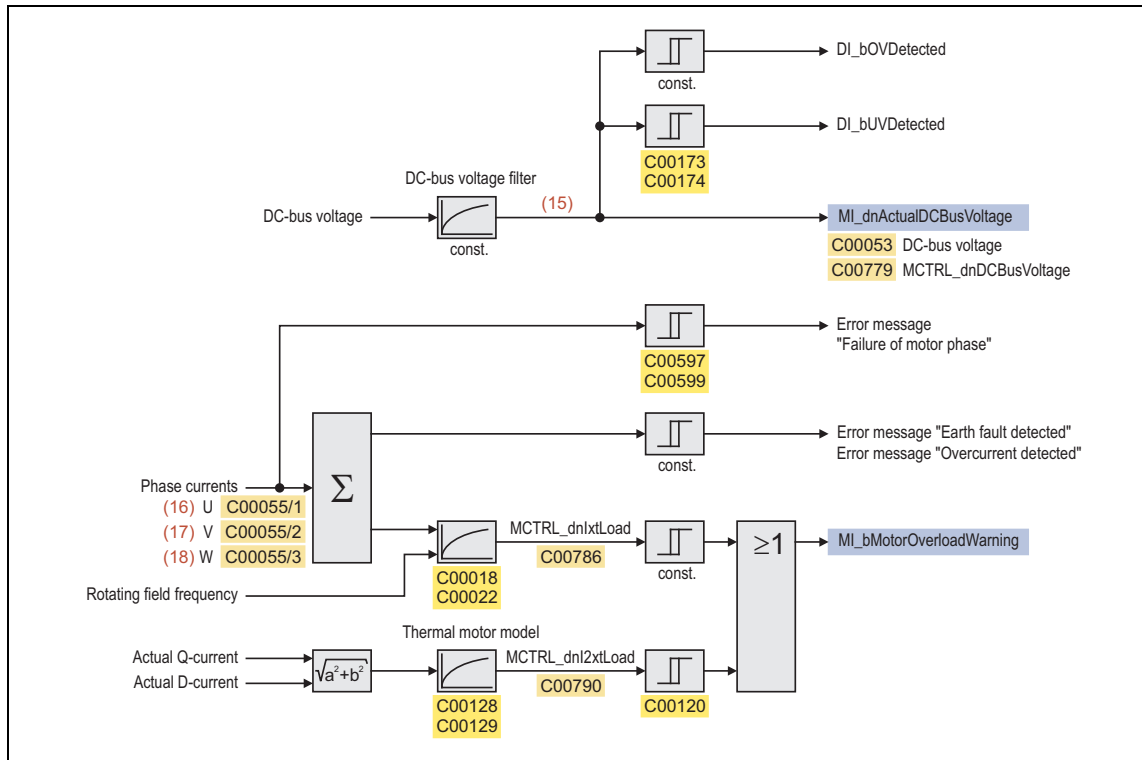 const.
DI_bOVDetected
C00173
C00174
DI_bUVDetected
DC-bus voltage
DC-bus voltage filter
const.
(15)
MI_dnActualDCBusVoltage
C00053 DC-bus voltage
C00779 MCTRL_dnDCBusVoltage
C00597
C00599
Error message
"Failure of motor phase"
Phase currents
(16) U C00055/1
(17) V C00055/2
(18) W C00055/3
Σ
const.
Error message "Earth fault detected"
Error message "Overcurrent detected"
Rotating field frequency
C00018
C00022
MCTRL_dnIxtLoad
C00786
const.
≥1
MI_bMotorOverloadWarning
Actual Q-current
Actual D-current
√a²+b²
Thermal motor model
C00128
C00129
MCTRL_dnI2xtLoad
C00790
C00120